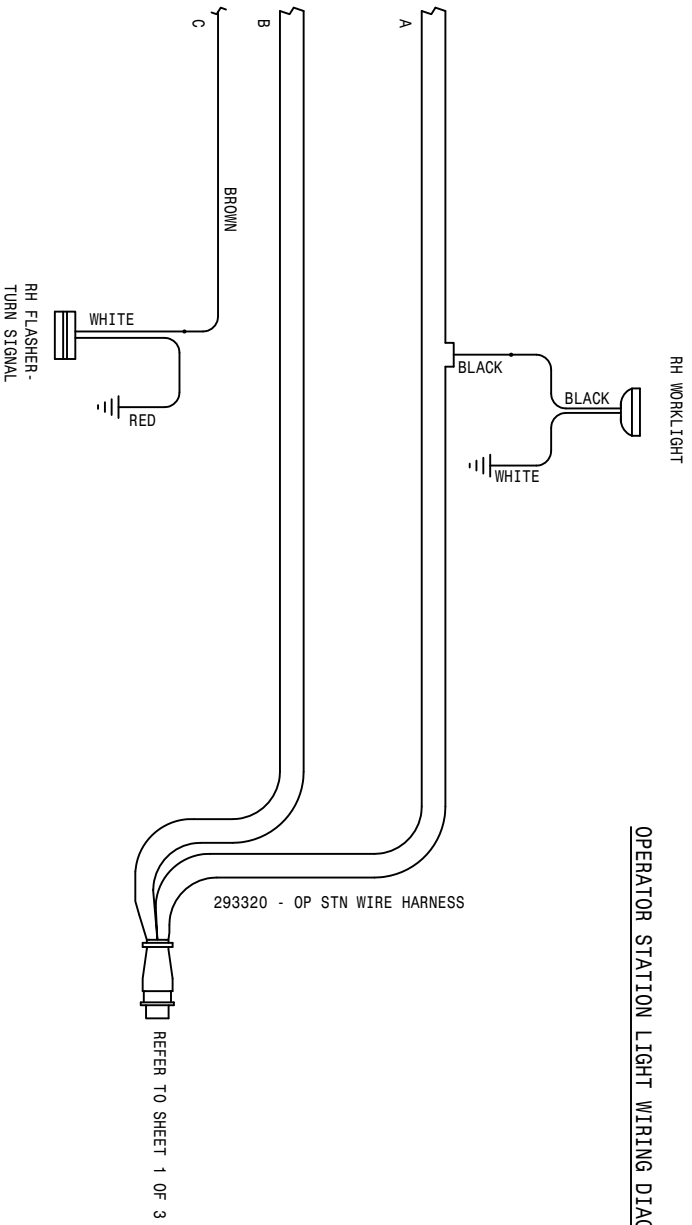 OPERATOR STATION LIGHT WIRING DIAG
RH WORKLIGHT
BLACK
BLACK
WHITE
A
B
C
BROWN
WHITE
RED
RH FLASHER-
TURN SIGNAL
293320 - OP STN WIRE HARNESS
REFER TO SHEET 1 OF 3